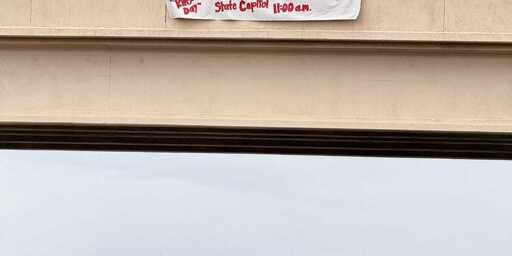 DAY" State Capitol 11:00 a.m.